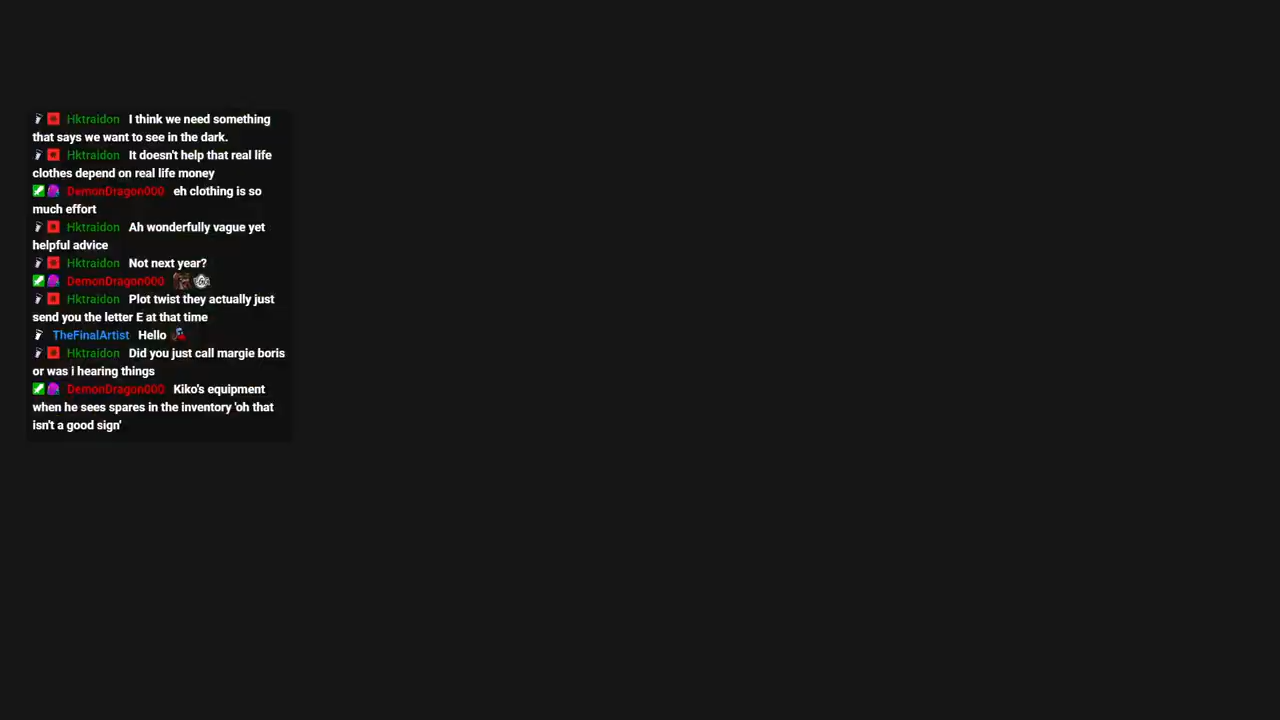 Hktraidon I think we need something
that says we want to see in the dark.
Hktraidon It doesn't help that real life
clothes depend on real life money
DemonDragon000 eh clothing is so
much effort
Hktraidon Ah wonderfully vague yet
helpful advice
Hktraidon Not next year?
DemonDragon000
Hktraidon Plot twist they actually just
send you the letter E at that time
TheFinalArtist Hello
Hktraidon Did you just call margie boris
or was i hearing things
DemonDragon000 Kiko's equipment
when he sees spares in the inventory 'oh that
isn't a good sign'